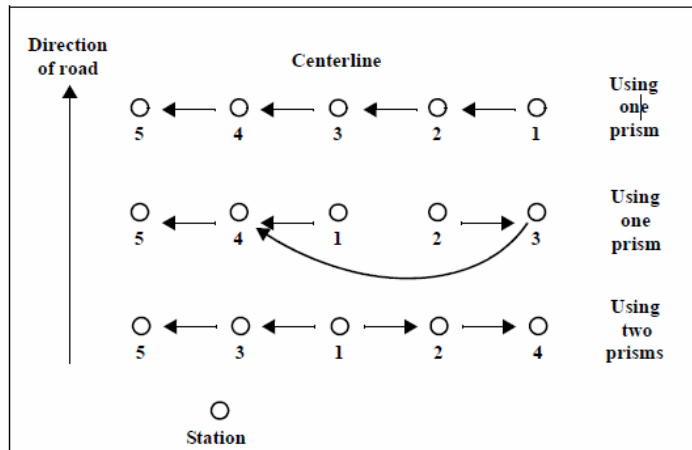 Direction
of road
Centerline
Using
one
prism
5 4 3 2 1
Using
one
prism
5 4 1 2 3
Using
two
prisms
5 3 1 2 4
Station